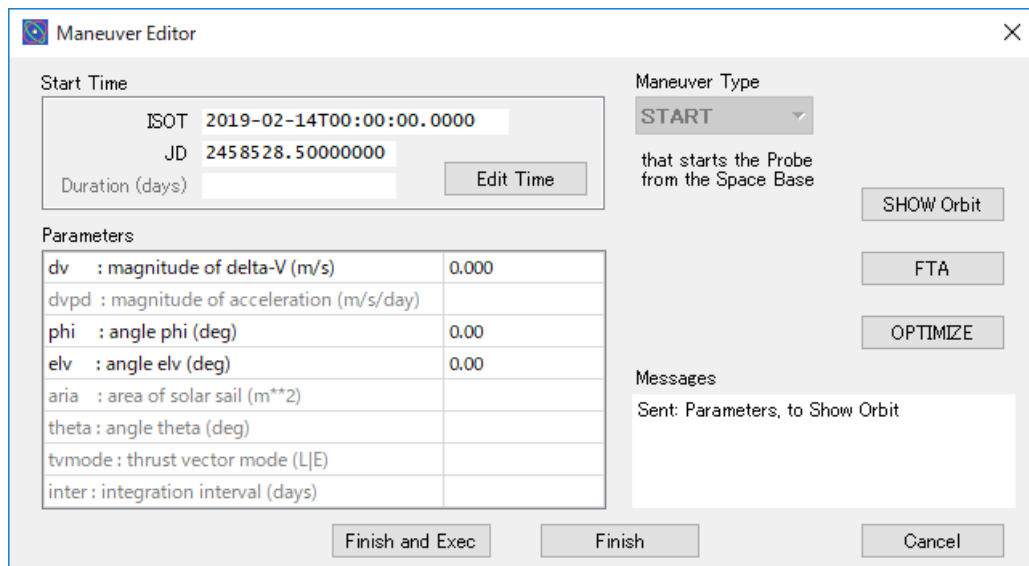 Maneuver Editor
Start Time
ISOT 2019-02-14T00:00:00.0000
JD 2458528.50000000
Duration (days)
Edit Time
Maneuver Type
START
that starts the Probe
from the Space Base
SHOW Orbit
FTA
OPTIMIZE
Parameters
dv : magnitude of delta-V (m/s) 0.000
dvpd : magnitude of acceleration (m/s/day)
phi : angle phi (deg) 0.00
elv : angle elv (deg) 0.00
aria : area of solar sail (m**2)
theta : angle theta (deg)
tvmode : thrust vector mode (L|E)
inter : integration interval (days)
Messages
Sent: Parameters, to Show Orbit
Finish and Exec
Finish
Cancel